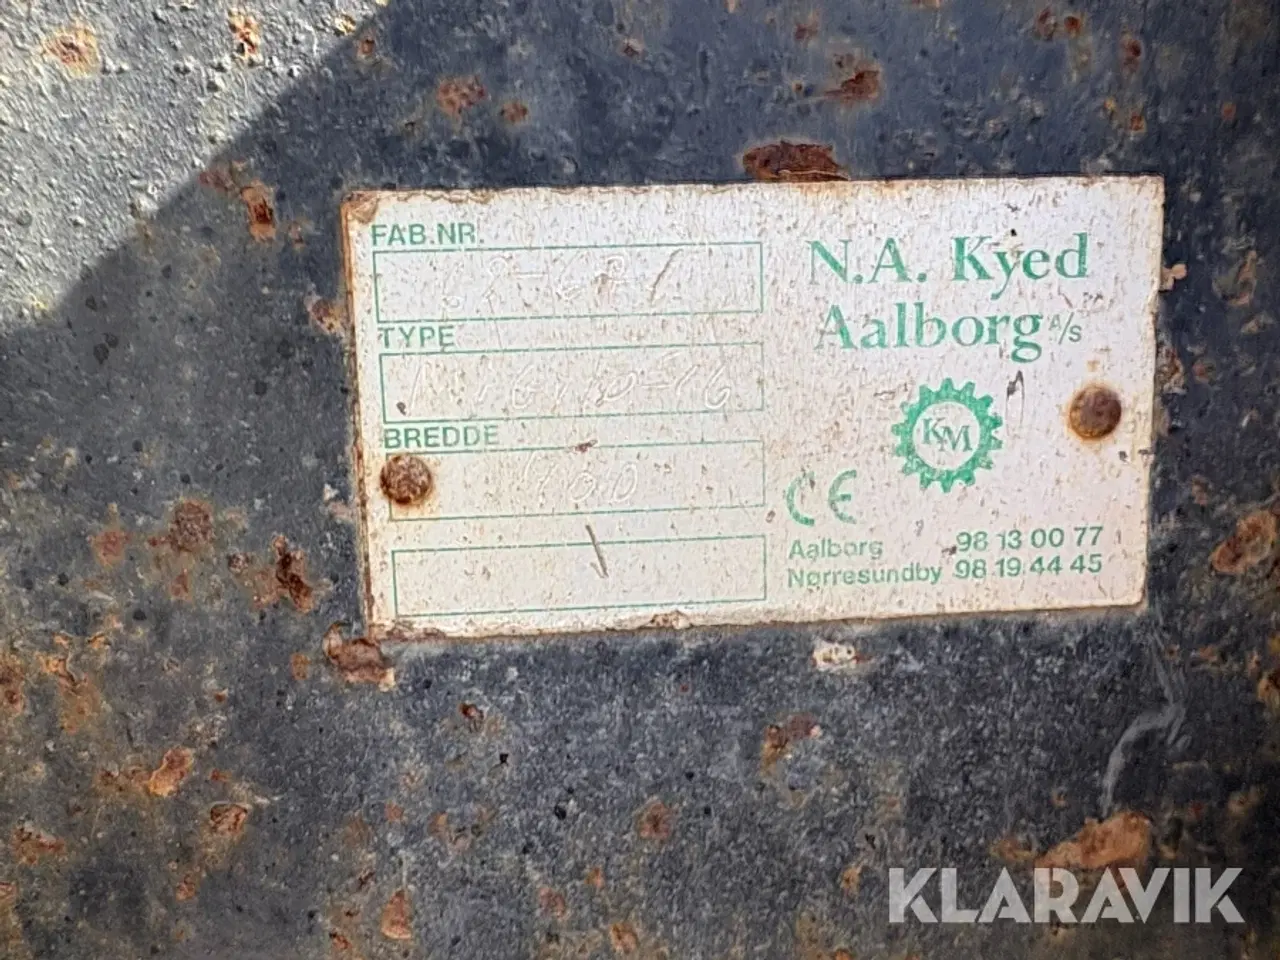 FAB.NR.
TYPE
BREDDE
400
N.A. Kyed
Aalborg A/S
KM
CE
Aalborg 98 13 00 77
Nørresundby 98 19 44 45
KLARAVIK